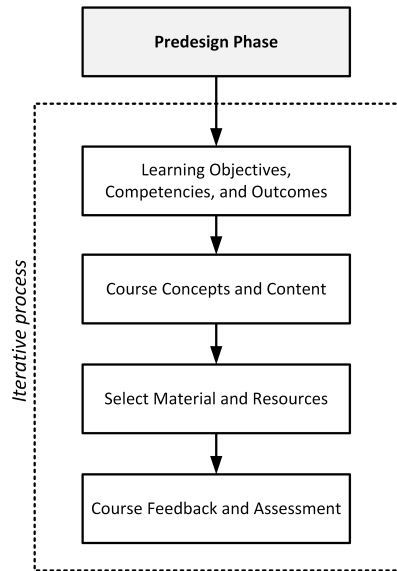 Predesign Phase
Learning Objectives,
Competencies, and Outcomes
Course Concepts and Content
Select Material and Resources
Course Feedback and Assessment
Iterative process